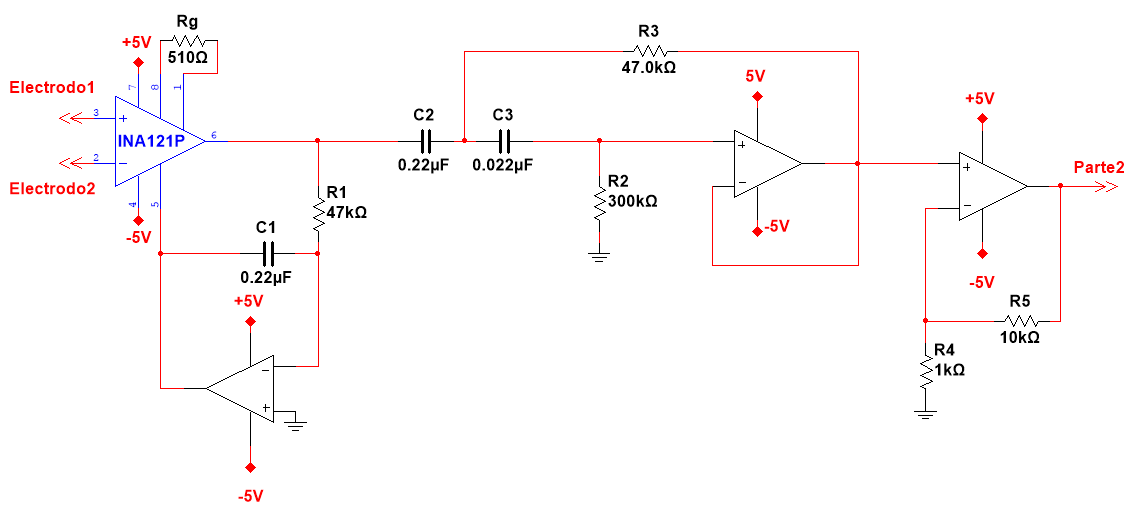 Rg
510Ω
+5V
7
8
1
Electrodo1
3
+
INA121P
6
2
−
Electrodo2
4
5
-5V
R1
47kΩ
C1
0.22µF
+5V
−
+
-5V
C2
0.22µF
C3
0.022µF
R3
47.0kΩ
R2
300kΩ
5V
+
−
-5V
+5V
+
−
-5V
Parte2
R5
10kΩ
R4
1kΩ